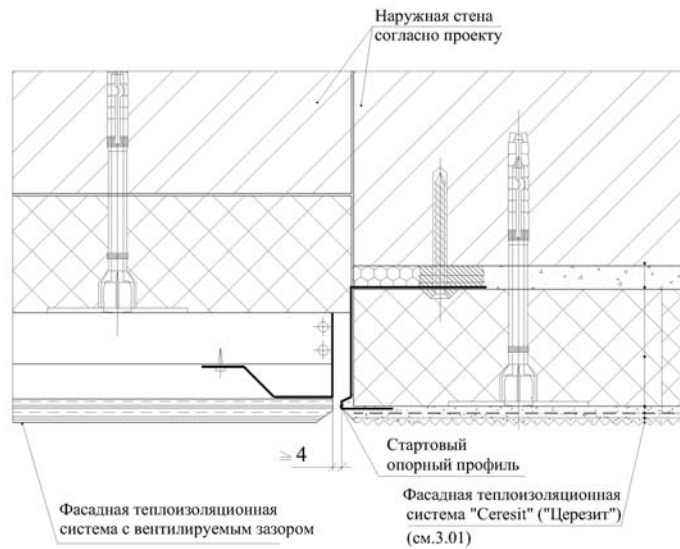 Наружная стена
согласно проекту
≥ 4
Стартовый
опорный профиль
Фасадная теплоизоляционная
система с вентилируемым зазором
Фасадная теплоизоляционная
система "Ceresit" ("Церезит")
(см.3.01)